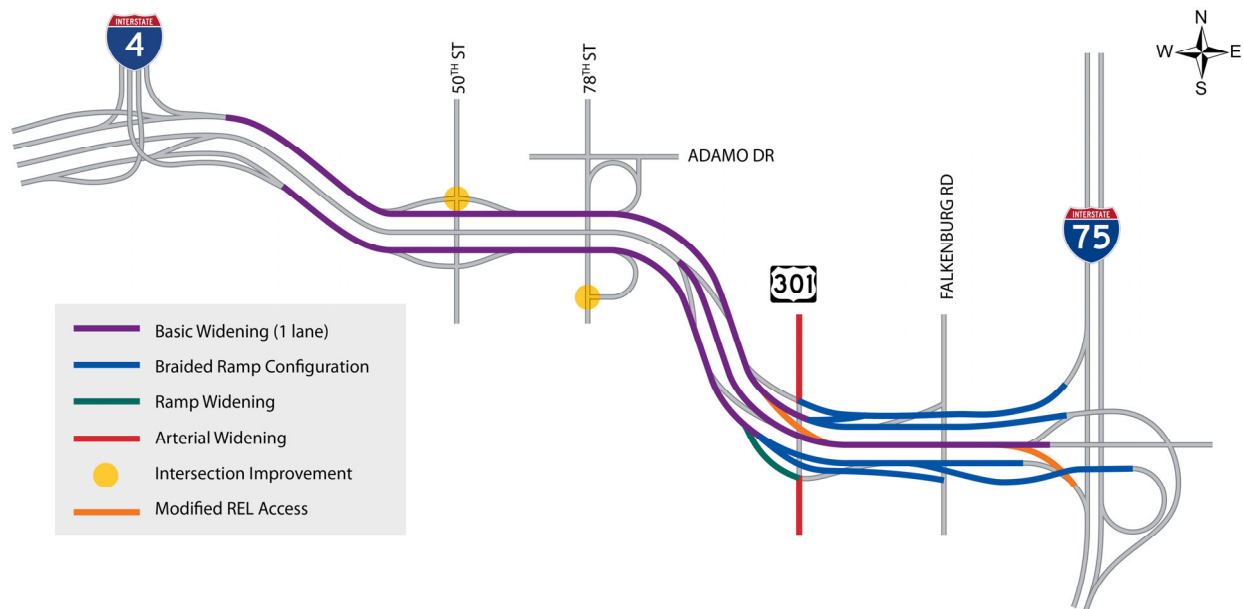 INTERSTATE
4
50TH ST
78TH ST
N
W E
S
ADAMO DR
FALKENBURG RD
INTERSTATE
75
301
Basic Widening (1 lane)
Braided Ramp Configuration
Ramp Widening
Arterial Widening
Intersection Improvement
Modified REL Access